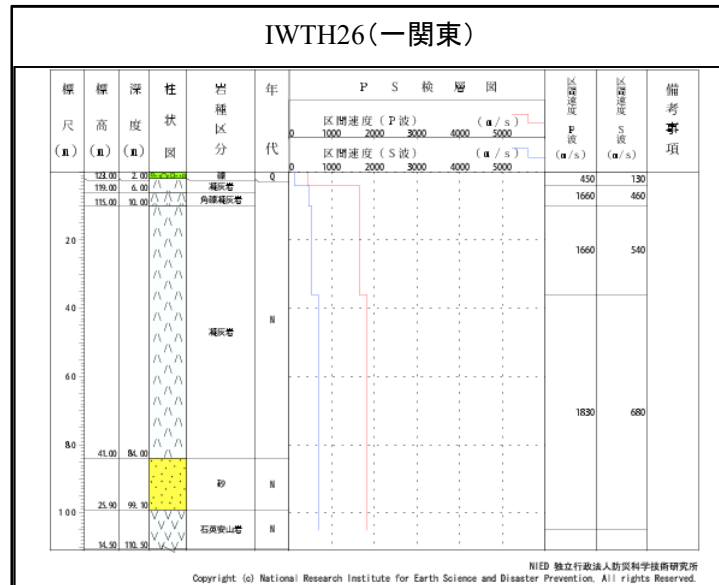 IWTH26(一関東)
標尺(m) 標高(m) 深度(m) 性状図 岩種区分 年代 PS検層図 区間速度 P波 (m/s) 区間速度 S波 (m/s) 備考事項
区間速度(P波) (m/s)
0 1000 2000 3000 4000 5000
区間速度(S波) (m/s)
0 1000 2000 3000 4000 5000
123.00 2.00 礫 Q 450 130
119.00 6.00 凝灰岩 1660 460
115.00 10.00 角礫凝灰岩
20 1660 540
40 凝灰岩 N
60
1830 680
80
41.00 84.00
砂 N
25.90 99.10
100
石英安山岩 N
14.50 110.50
NIED 独立行政法人防災科学技術研究所
Copyright (c) National Research Institute for Earth Science and Disaster Prevention, All rights Reserved.